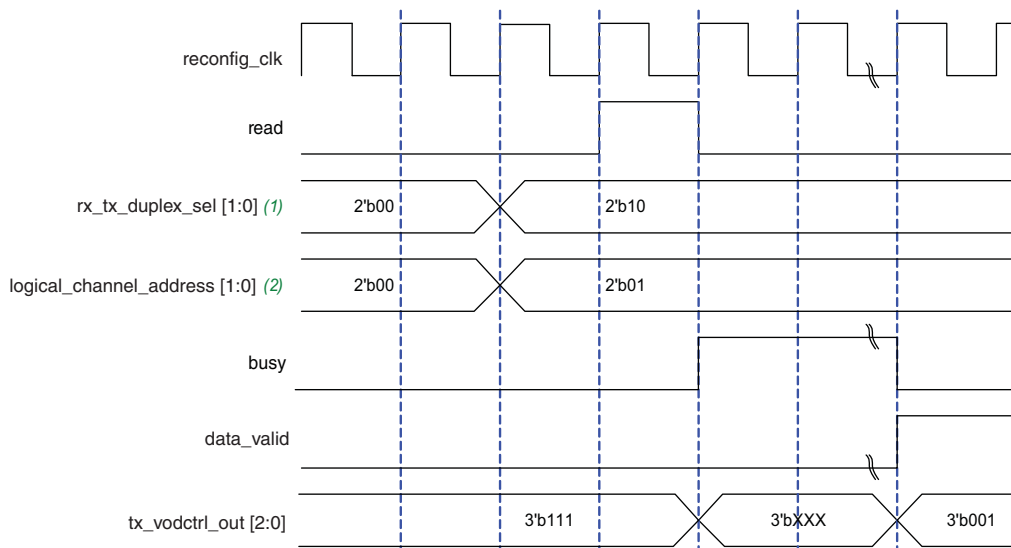 reconfig_clk
read
rx_tx_duplex_sel [1:0] (1) 2'b00 2'b10
logical_channel_address [1:0] (2) 2'b00 2'b01
busy
data_valid
tx_vodctrl_out [2:0] 3'b111 3'bXXX 3'b001